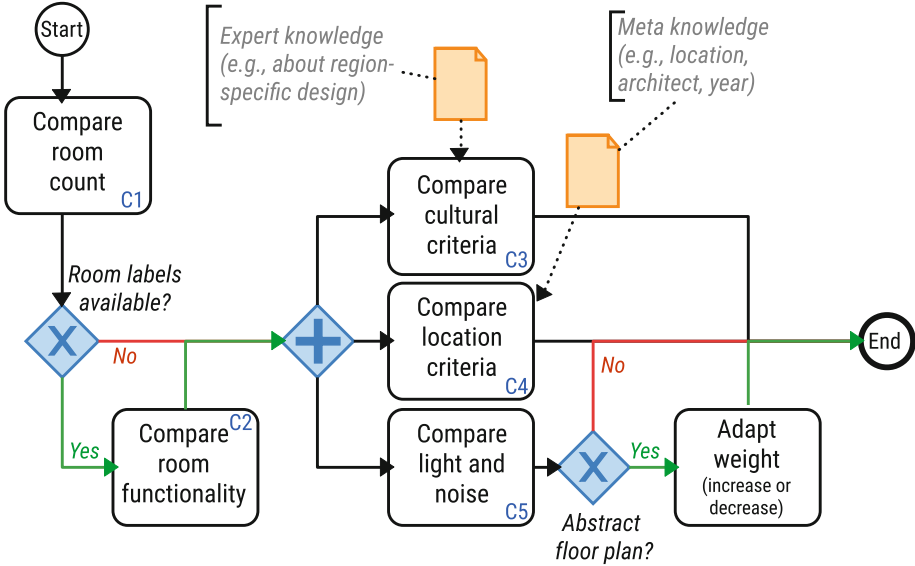 Start
Expert knowledge
(e.g., about region-
specific design)
Meta knowledge
(e.g., location,
architect, year)
Compare
room
count
C1
Compare
cultural
criteria
C3
Room labels
available?
X
No
Yes
Compare
location
criteria
C4
End
No
C2
Compare
room
functionality
Compare
light and
noise
C5
X
Yes
Abstract
floor plan?
Adapt
weight
(increase or
decrease)